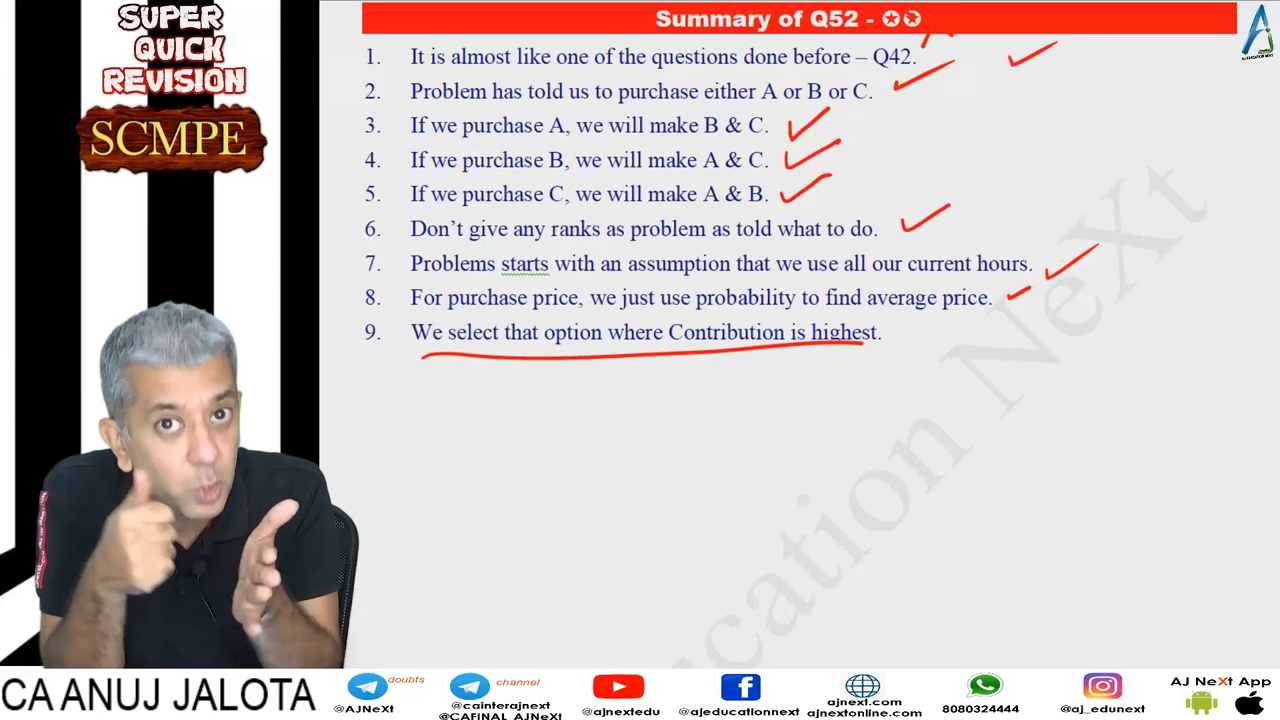 SUPER
QUICK
REVISION
SCMPE
Summary of Q52 - ✪✪
1. It is almost like one of the questions done before – Q42.
2. Problem has told us to purchase either A or B or C.
3. If we purchase A, we will make B & C.
4. If we purchase B, we will make A & C.
5. If we purchase C, we will make A & B.
6. Don’t give any ranks as problem as told what to do.
7. Problems starts with an assumption that we use all our current hours.
8. For purchase price, we just use probability to find average price.
9. We select that option where Contribution is highest.
cation NeXt
CA ANUJ JALOTA
doubts
@AJNeXt
channel
@cainterajnext
@CAFINAL_AJNeXt
@ajnextedu
@ajeducationnext
ajnext.com
ajnextonline.com
8080324444
@aj_edunext
AJ NeXt App